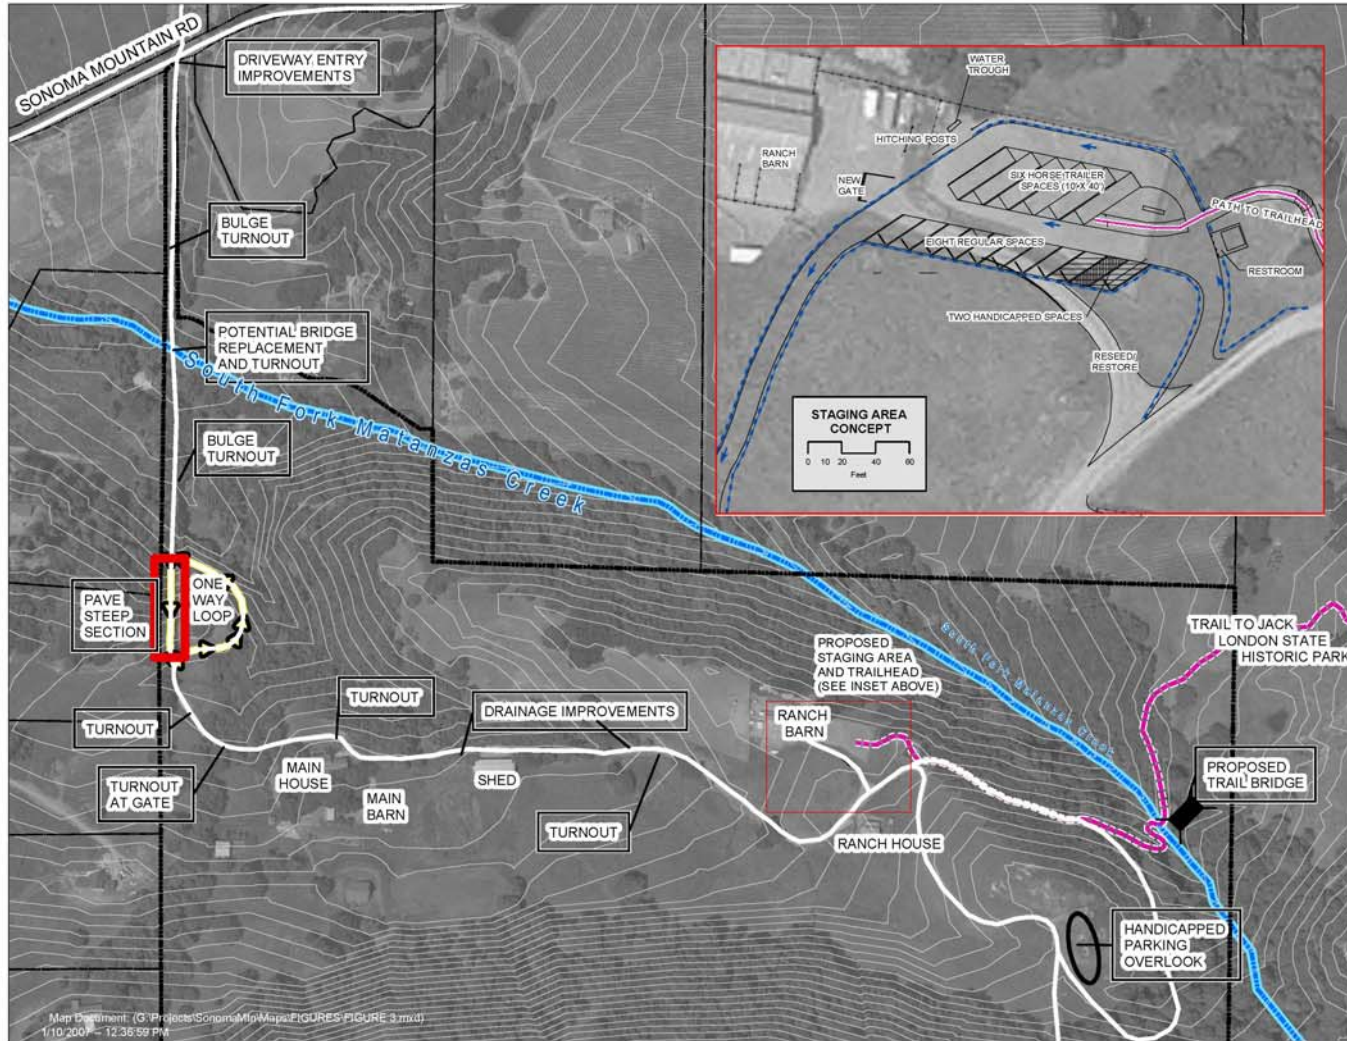 SONOMA MOUNTAIN RD
DRIVEWAY ENTRY
IMPROVEMENTS
BULGE
TURNOUT
POTENTIAL BRIDGE
REPLACEMENT
AND TURNOUT
South Fork Matanzas Creek
BULGE
TURNOUT
PAVE
STEEP
SECTION
ONE
WAY
LOOP
TURNOUT
TURNOUT
AT GATE
MAIN
HOUSE
TURNOUT
MAIN
BARN
DRAINAGE IMPROVEMENTS
SHED
TURNOUT
PROPOSED
STAGING AREA
AND TRAILHEAD
(SEE INSET ABOVE)
RANCH
BARN
RANCH HOUSE
South Fork Matanzas Creek
TRAIL TO JACK
LONDON STATE
HISTORIC PARK
PROPOSED
TRAIL BRIDGE
HANDICAPPED
PARKING
OVERLOOK
WATER
TROUGH
HITCHING POSTS
RANCH
BARN
NEW
GATE
SIX HORSE TRAILER
SPACES (10' X 40')
PATH TO TRAILHEAD
EIGHT REGULAR SPACES
RESTROOM
TWO HANDICAPPED SPACES
RESEED/
RESTORE
STAGING AREA
CONCEPT
0 10 20 40 60
Feet
Map Document: (G:\Projects\SonomaMtn\Maps\FIGURES\FIGURE 3.mxd)
1/10/2007 -- 12:36:59 PM